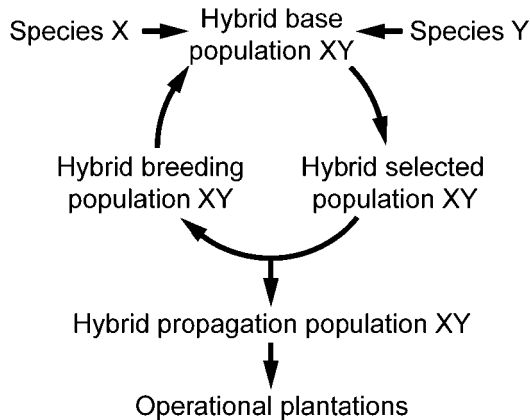 Species X
Hybrid base
population XY
Species Y
Hybrid breeding
population XY
Hybrid selected
population XY
Hybrid propagation population XY
Operational plantations